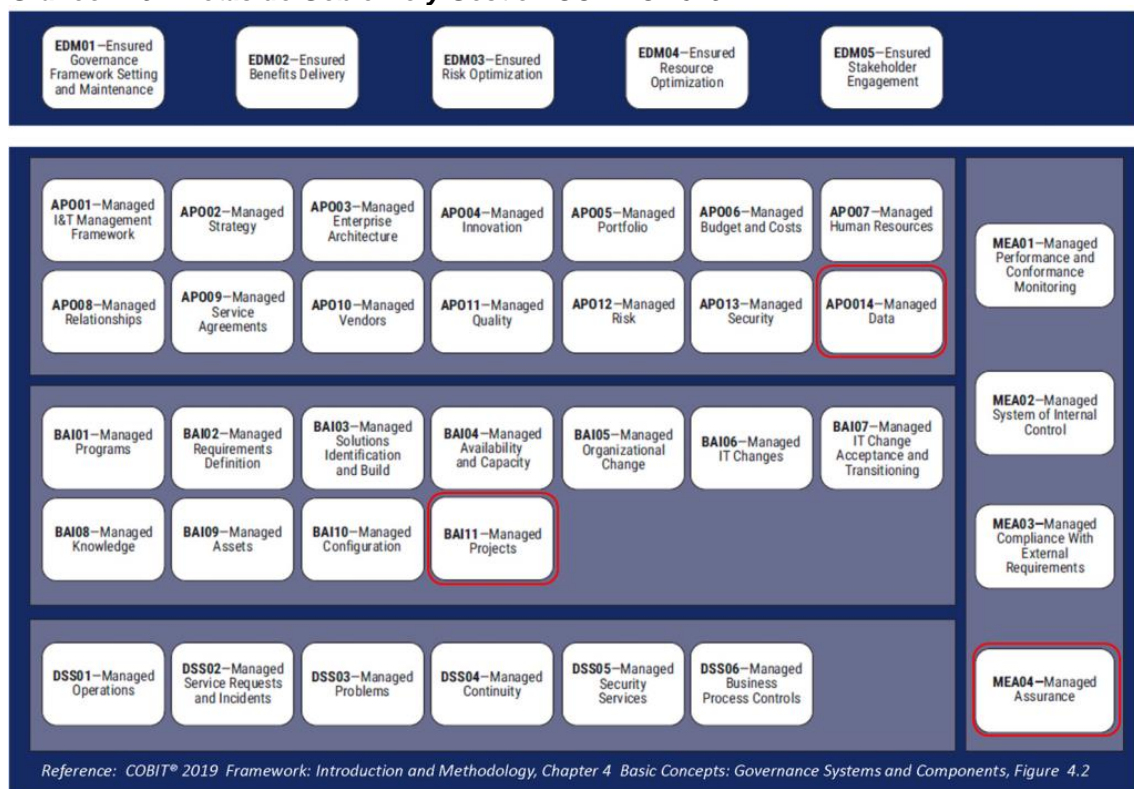 EDM01—Ensured
Governance
Framework Setting
and Maintenance
EDM02—Ensured
Benefits Delivery
EDM03—Ensured
Risk Optimization
EDM04—Ensured
Resource
Optimization
EDM05—Ensured
Stakeholder
Engagement
APO01—Managed
I&T Management
Framework
APO02—Managed
Strategy
APO03—Managed
Enterprise
Architecture
APO04—Managed
Innovation
APO05—Managed
Portfolio
APO06—Managed
Budget and Costs
APO07—Managed
Human Resources
APO08—Managed
Relationships
APO09—Managed
Service
Agreements
APO10—Managed
Vendors
APO11—Managed
Quality
APO12—Managed
Risk
APO13—Managed
Security
APO014—Managed
Data
BAI01—Managed
Programs
BAI02—Managed
Requirements
Definition
BAI03—Managed
Solutions
Identification
and Build
BAI04—Managed
Availability
and Capacity
BAI05—Managed
Organizational
Change
BAI06—Managed
IT Changes
BAI07—Managed
IT Change
Acceptance and
Transitioning
BAI08—Managed
Knowledge
BAI09—Managed
Assets
BAI10—Managed
Configuration
BAI11—Managed
Projects
DSS01—Managed
Operations
DSS02—Managed
Service Requests
and Incidents
DSS03—Managed
Problems
DSS04—Managed
Continuity
DSS05—Managed
Security
Services
DSS06—Managed
Business
Process Controls
MEA01—Managed
Performance and
Conformance
Monitoring
MEA02—Managed
System of Internal
Control
MEA03—Managed
Compliance With
External
Requirements
MEA04—Managed
Assurance
Reference: COBIT® 2019 Framework: Introduction and Methodology, Chapter 4 Basic Concepts: Governance Systems and Components, Figure 4.2